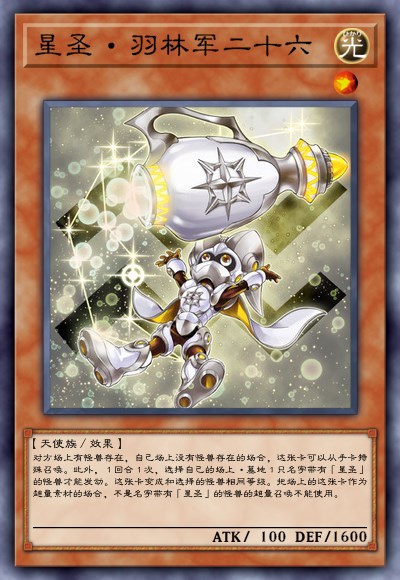 星圣·羽林军二十六
光
【天使族/效果】
对方场上有怪兽存在，自己场上没有怪兽存在的场合，这张卡可以从手卡特
殊召唤。此外，1回合1次，选择自己的场上·墓地1只名字带有「星圣」
的怪兽才能发动。这张卡变成和选择的怪兽相同等级。把场上的这张卡作为
超量素材的场合，不是名字带有「星圣」的怪兽的超量召唤不能使用。
ATK/ 100 DEF/1600